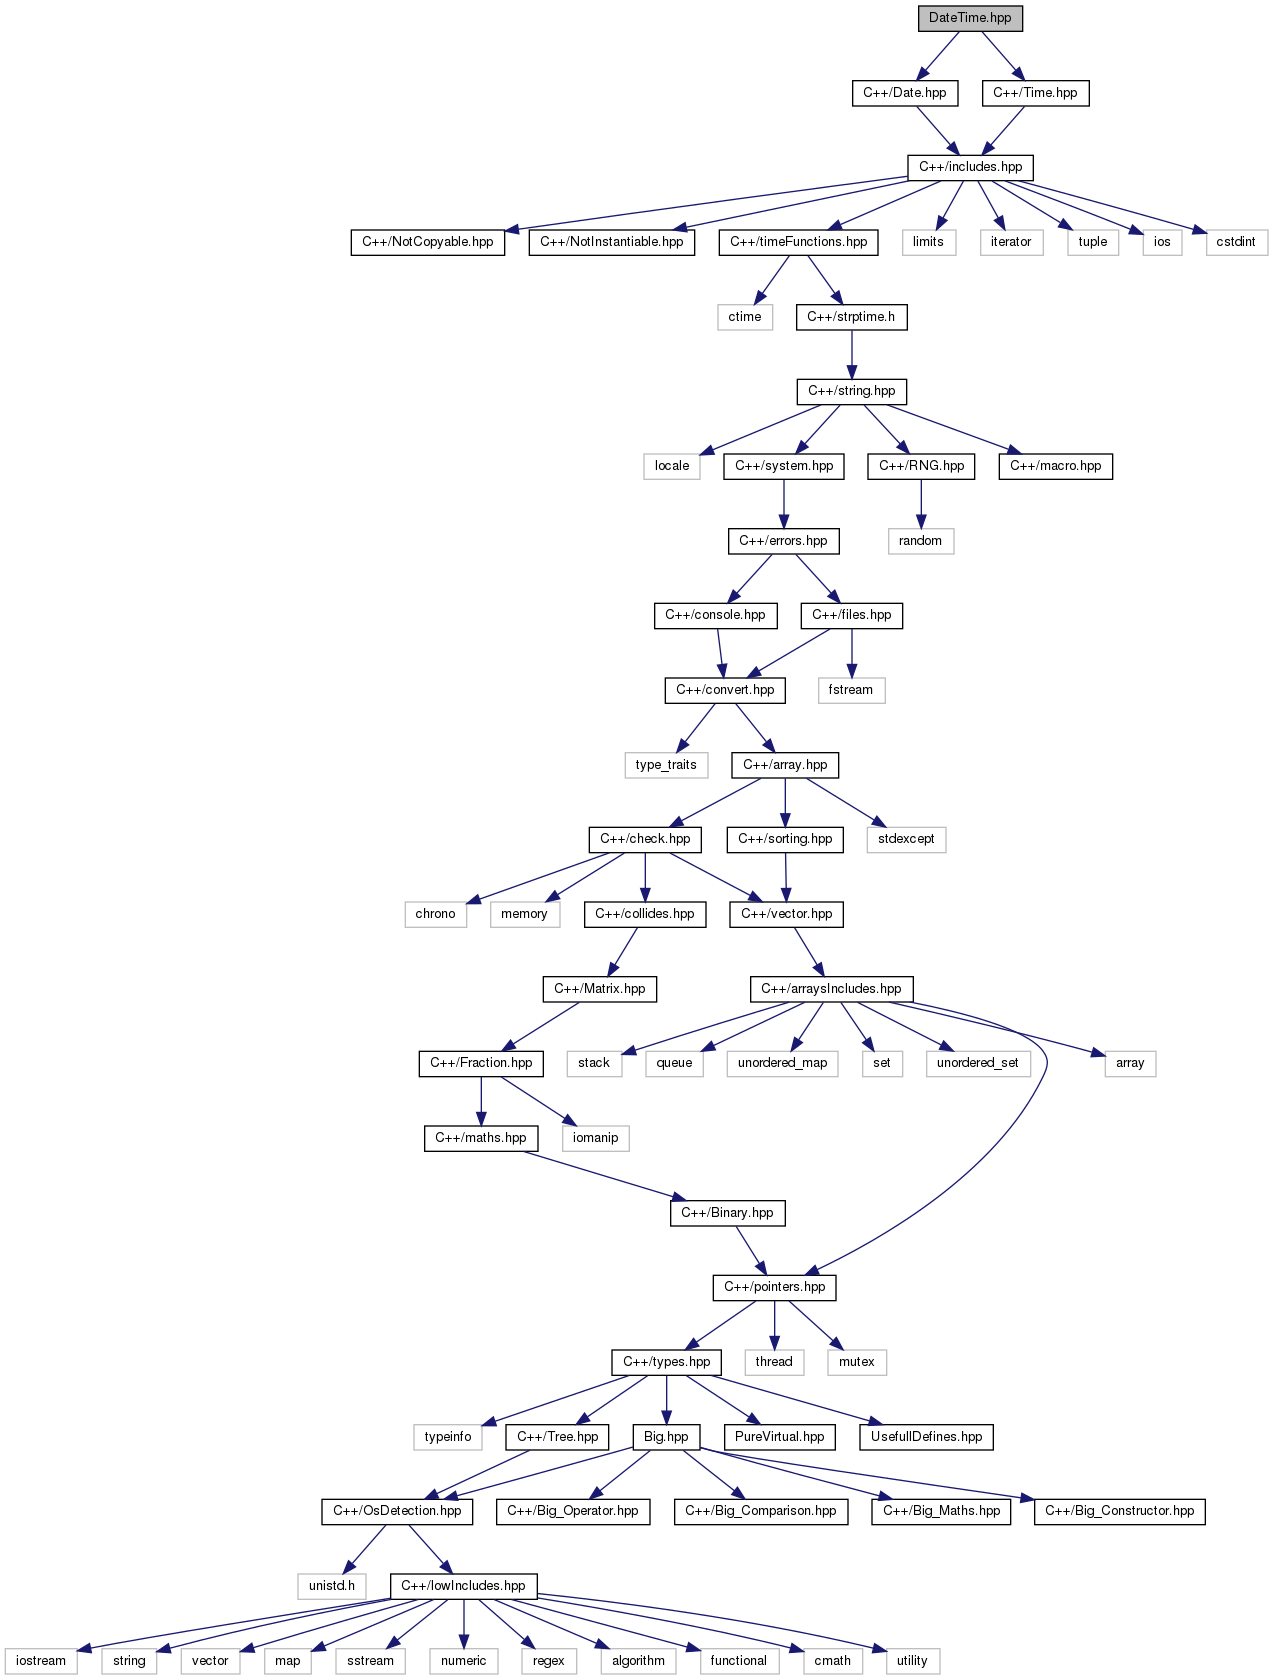 DateTime.hpp
C++/Date.hpp
C++/Time.hpp
C++/includes.hpp
C++/NotCopyable.hpp
C++/NotInstantiable.hpp
C++/timeFunctions.hpp
limits
iterator
tuple
ios
cstdint
ctime
C++/strptime.h
C++/string.hpp
locale
C++/system.hpp
C++/RNG.hpp
C++/macro.hpp
C++/errors.hpp
random
C++/console.hpp
C++/files.hpp
C++/convert.hpp
fstream
type_traits
C++/array.hpp
C++/check.hpp
C++/sorting.hpp
stdexcept
chrono
memory
C++/collides.hpp
C++/vector.hpp
C++/Matrix.hpp
C++/arraysIncludes.hpp
C++/Fraction.hpp
stack
queue
unordered_map
set
unordered_set
array
C++/maths.hpp
iomanip
C++/Binary.hpp
C++/pointers.hpp
C++/types.hpp
thread
mutex
typeinfo
C++/Tree.hpp
Big.hpp
PureVirtual.hpp
UsefullDefines.hpp
C++/OsDetection.hpp
C++/Big_Operator.hpp
C++/Big_Comparison.hpp
C++/Big_Maths.hpp
C++/Big_Constructor.hpp
unistd.h
C++/lowIncludes.hpp
iostream
string
vector
map
sstream
numeric
regex
algorithm
functional
cmath
utility